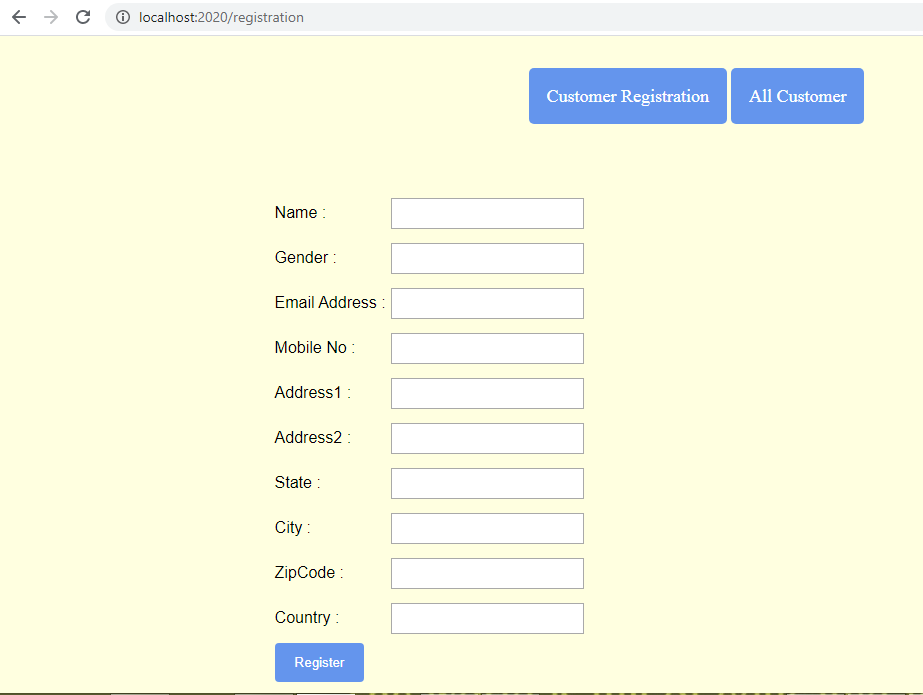 localhost:2020/registration
Customer Registration All Customer
Name :
Gender :
Email Address :
Mobile No :
Address1 :
Address2 :
State :
City :
ZipCode :
Country :
Register